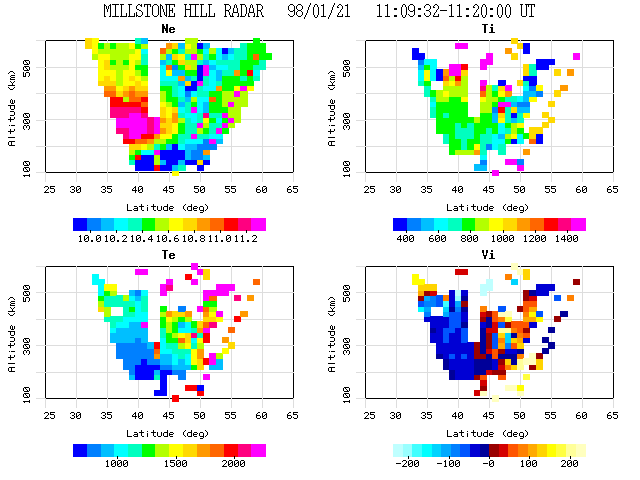 MILLSTONE HILL RADAR 98/01/21 11:09:32-11:20:00 UT
Ne
Altitude (km)
500
300
100
25 30 35 40 45 50 55 60 65
Latitude (deg)
10.0 10.2 10.4 10.6 10.8 11.0 11.2
Ti
Altitude (km)
500
300
100
25 30 35 40 45 50 55 60 65
Latitude (deg)
400 600 800 1000 1200 1400
Te
Altitude (km)
500
300
100
25 30 35 40 45 50 55 60 65
Latitude (deg)
1000 1500 2000
Vi
Altitude (km)
500
300
100
25 30 35 40 45 50 55 60 65
Latitude (deg)
-200 -100 -0 100 200